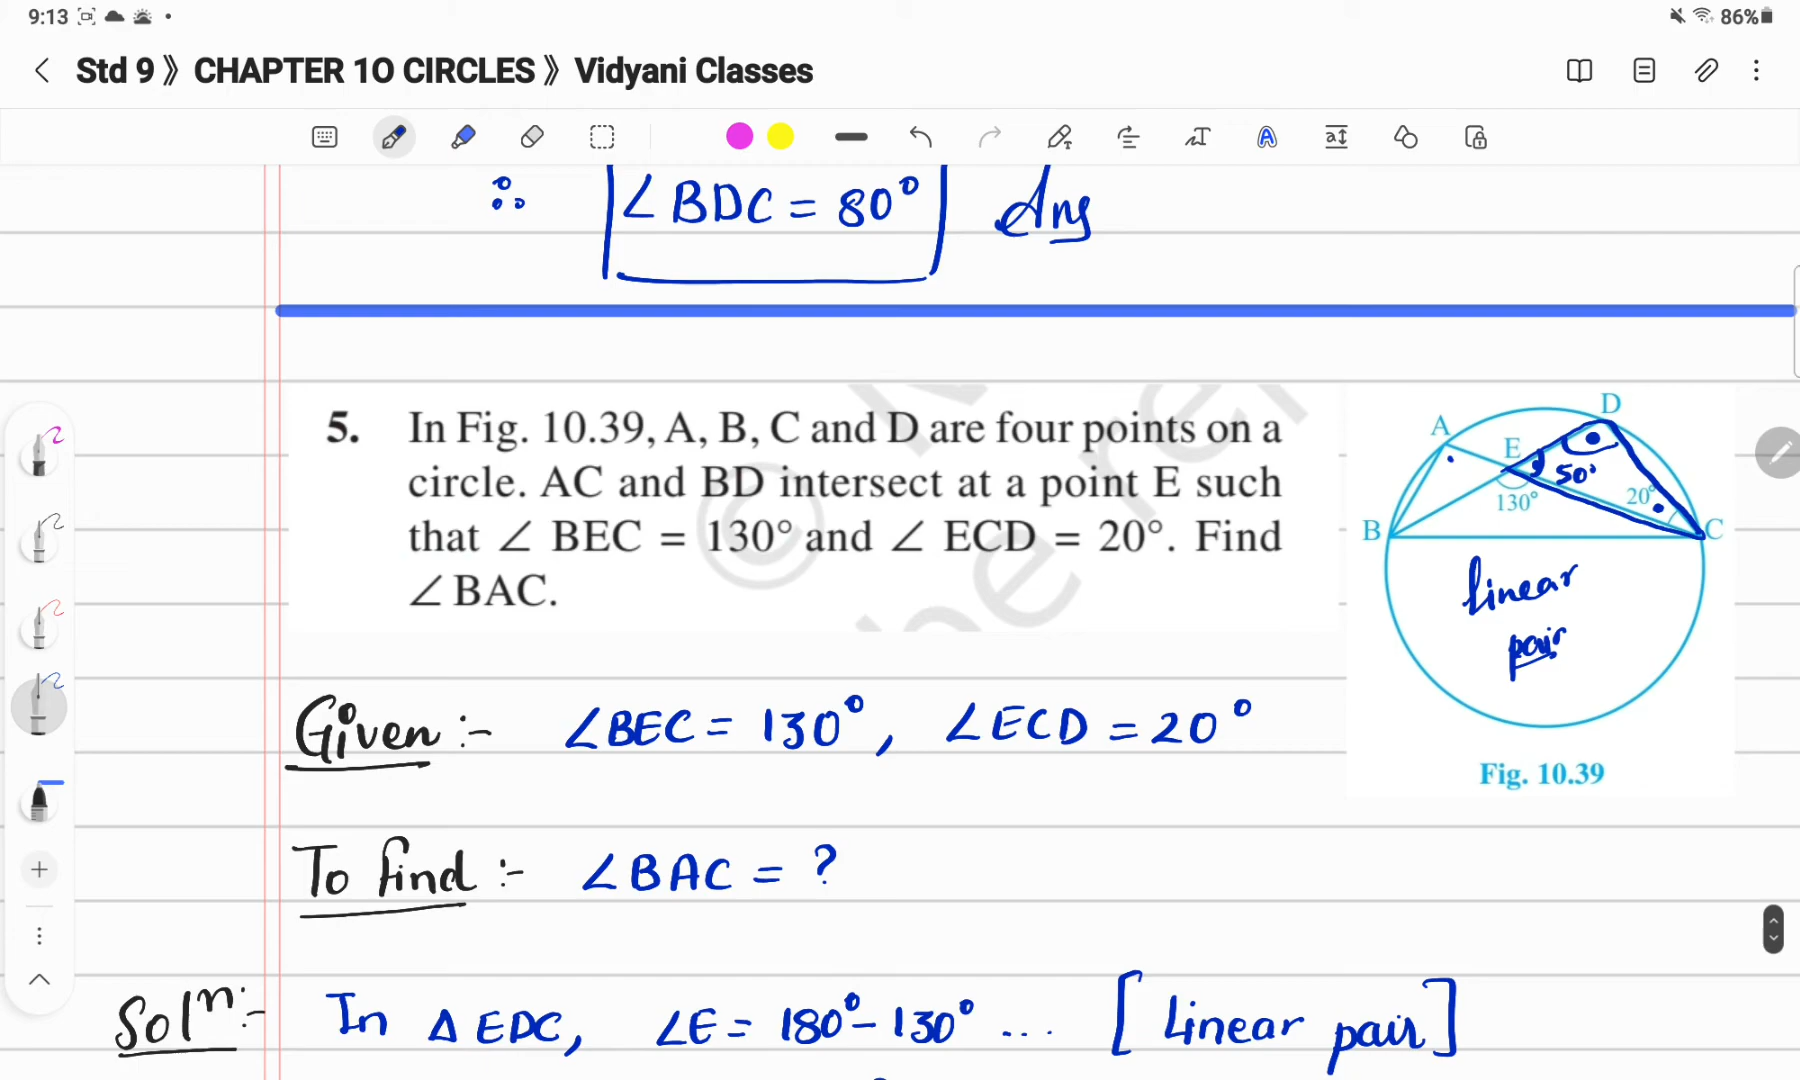 9:13 86%
Std 9》 CHAPTER 1O CIRCLES》 Vidyani Classes
∴ ∠BDC = 80° Ans
5. In Fig. 10.39, A, B, C and D are four points on a
circle. AC and BD intersect at a point E such
that ∠ BEC = 130° and ∠ ECD = 20°. Find
∠ BAC.
A
D
E
50°
130°
20°
B
C
linear
pair
Fig. 10.39
Given :- ∠BEC = 130°, ∠ECD = 20°
To find :- ∠BAC = ?
Solⁿ:- In Δ EDC, ∠E = 180° - 130° ... [Linear pair]